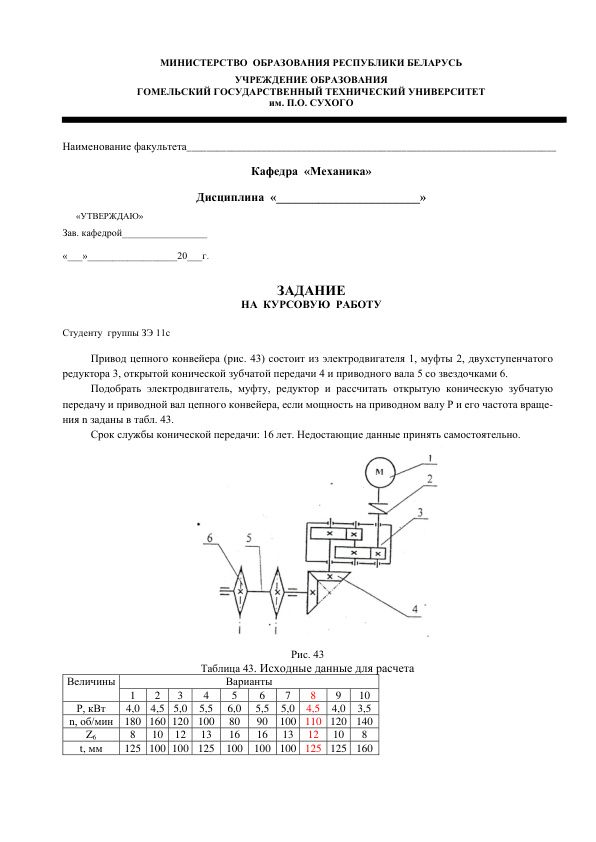 МИНИСТЕРСТВО ОБРАЗОВАНИЯ РЕСПУБЛИКИ БЕЛАРУСЬ
УЧРЕЖДЕНИЕ ОБРАЗОВАНИЯ
ГОМЕЛЬСКИЙ ГОСУДАРСТВЕННЫЙ ТЕХНИЧЕСКИЙ УНИВЕРСИТЕТ
им. П.О. СУХОГО
Наименование факультета____________________
Кафедра «Механика»
Дисциплина «________________________»
«УТВЕРЖДАЮ»
Зав. кафедрой_________________
«___»__________________20___г.
ЗАДАНИЕ
НА КУРСОВУЮ РАБОТУ
Студенту группы ЗЭ 11с
Привод цепного конвейера (рис. 43) состоит из электродвигателя 1, муфты 2, двухступенчатого
редуктора 3, открытой конической зубчатой передачи 4 и приводного вала 5 со звездочками 6.
Подобрать электродвигатель, муфту, редуктор и рассчитать открытую коническую зубчатую
передачу и приводной вал цепного конвейера, если мощность на приводном валу Р и его частота враще-
ния n заданы в табл. 43.
Срок службы конической передачи: 16 лет. Недостающие данные принять самостоятельно.
1
М
2
3
6
5
4
Рис. 43
Таблица 43. Исходные данные для расчета
Величины Варианты
1 2 3 4 5 6 7 8 9 10
Р, кВт 4,0 4,5 5,0 5,5 6,0 5,5 5,0 4,5 4,0 3,5
n, об/мин 180 160 120 100 80 90 100 110 120 140
Z6 8 10 12 13 16 16 13 12 10 8
t, мм 125 100 100 125 100 100 100 125 125 160